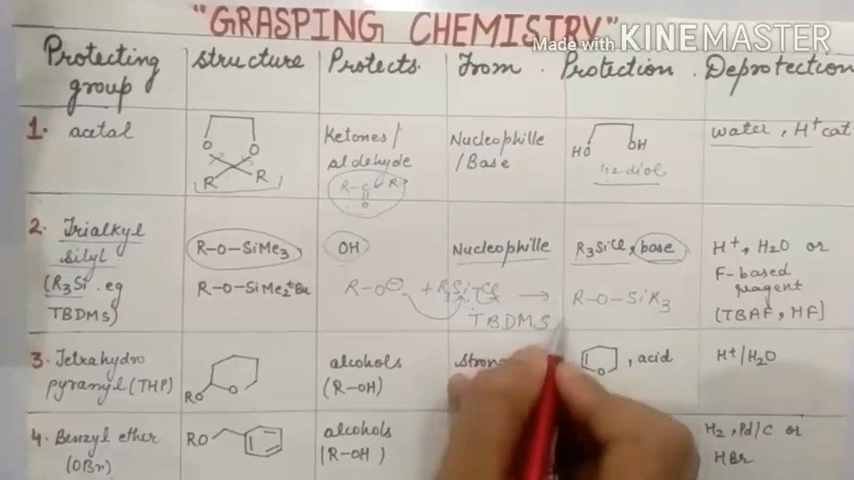 "GRASPING CHEMISTRY"
Made with KINEMASTER
Protecting group
Structure
Protects
From
Protection
Deprotection
1. acetal
O O
R R
Ketones/
aldehyde
R-C-R
O
Nucleophille
/Base
HO OH
1,2 diol
water, H+ cat
2. Trialkyl
silyl
(R3Si. eg
TBDMS)
R-O-SiMe3
R-O-SiMe2tBu
OH
Nucleophille
R3SiCl, base
H+, H2O or
F-based
reagent
(TBAF, HF]
R-O⊖ + R3SiCl → R-O-SiR3
TBDMS
3. Tetrahydro
pyranyl (THP)
RO O
alcohols
(R-OH)
O , acid
H+/H2O
4. Benzyl ether
(OBn)
RO
alcohols
(R-OH)
H2, Pd/C or
HBr